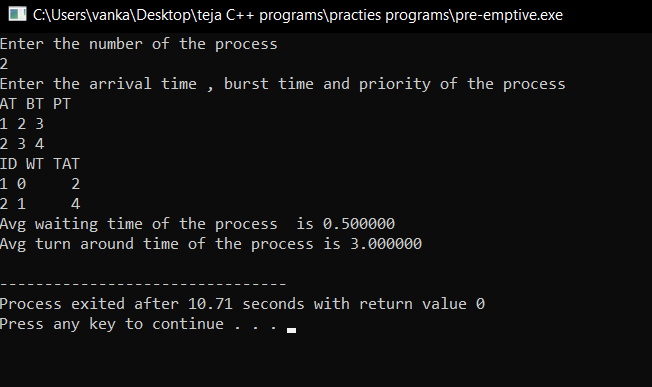 C:\Users\vanka\Desktop\teja C++ programs\practies programs\pre-emptive.exe
Enter the number of the process
2
Enter the arrival time , burst time and priority of the process
AT BT PT
1 2 3
2 3 4
ID WT TAT
1 0     2
2 1     4
Avg waiting time of the process  is 0.500000
Avg turn around time of the process is 3.000000
--------------------------------
Process exited after 10.71 seconds with return value 0
Press any key to continue . . .